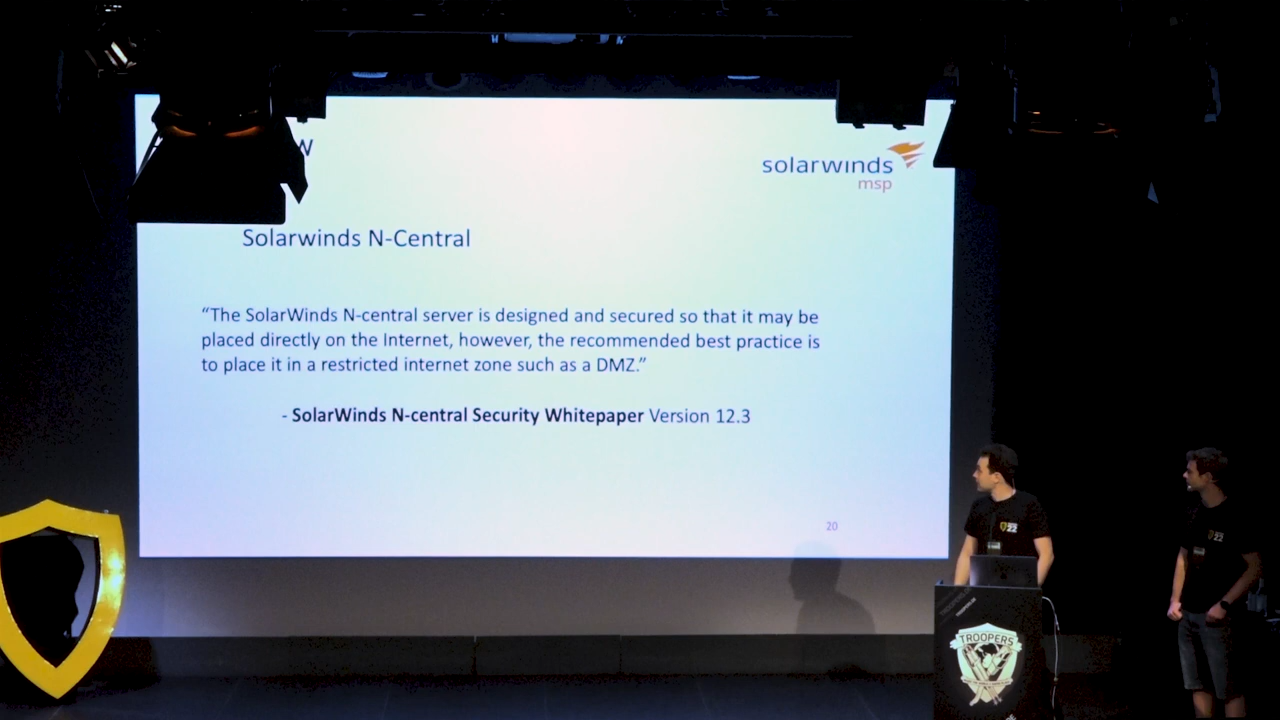 solarwinds
msp
Solarwinds N-Central
“The SolarWinds N-central server is designed and secured so that it may be
placed directly on the Internet, however, the recommended best practice is
to place it in a restricted internet zone such as a DMZ.”
- SolarWinds N-central Security Whitepaper Version 12.3
20
22
22
TROOPERS